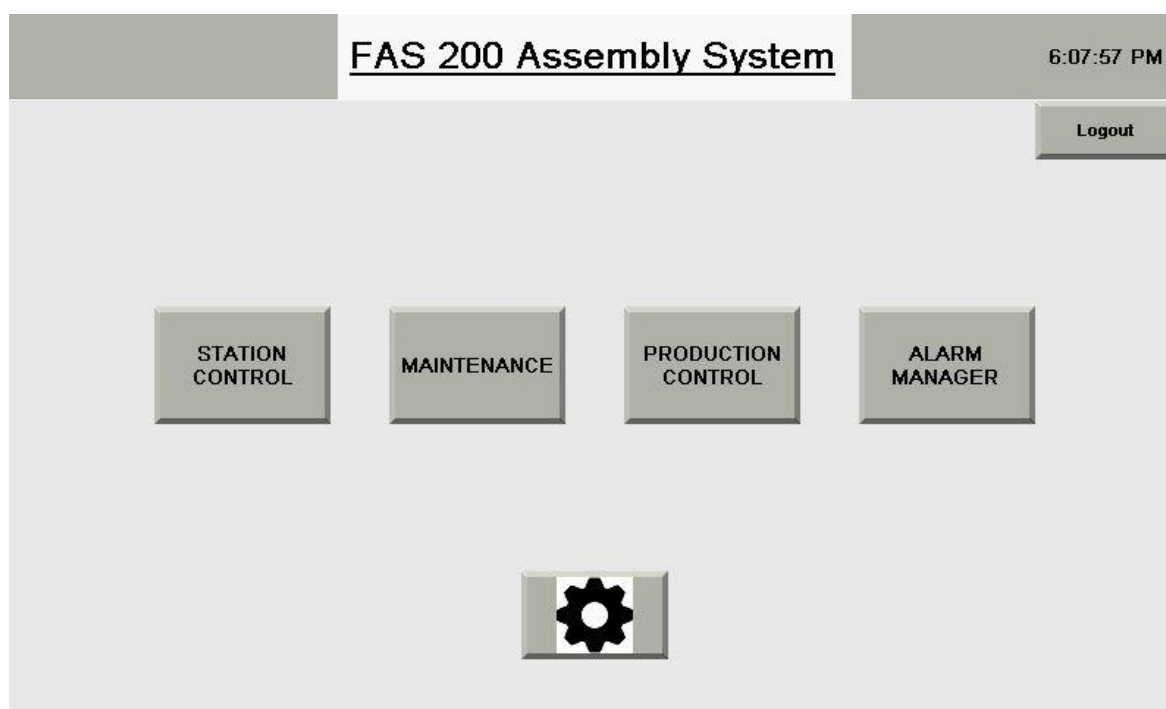 FAS 200 Assembly System
6:07:57 PM
Logout
STATION
CONTROL
MAINTENANCE
PRODUCTION
CONTROL
ALARM
MANAGER